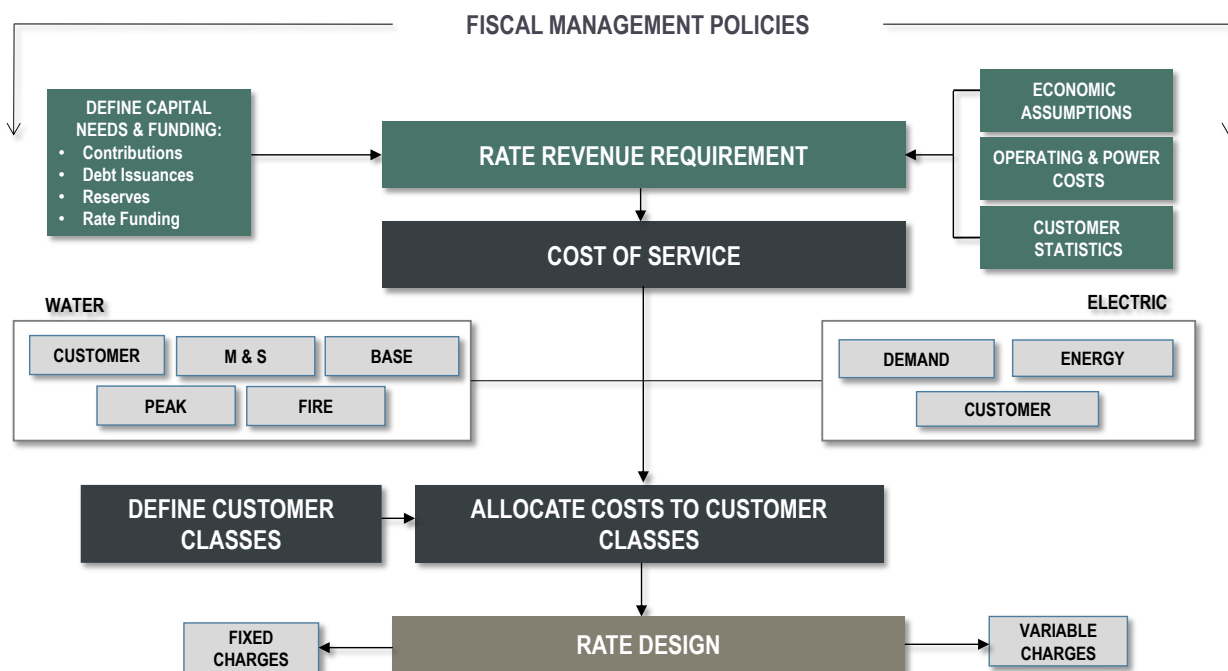 FISCAL MANAGEMENT POLICIES
DEFINE CAPITAL
NEEDS & FUNDING:
• Contributions
• Debt Issuances
• Reserves
• Rate Funding
RATE REVENUE REQUIREMENT
ECONOMIC
ASSUMPTIONS
OPERATING & POWER
COSTS
CUSTOMER
STATISTICS
COST OF SERVICE
WATER
CUSTOMER
M & S
BASE
PEAK
FIRE
ELECTRIC
DEMAND
ENERGY
CUSTOMER
DEFINE CUSTOMER
CLASSES
ALLOCATE COSTS TO CUSTOMER
CLASSES
FIXED
CHARGES
RATE DESIGN
VARIABLE
CHARGES